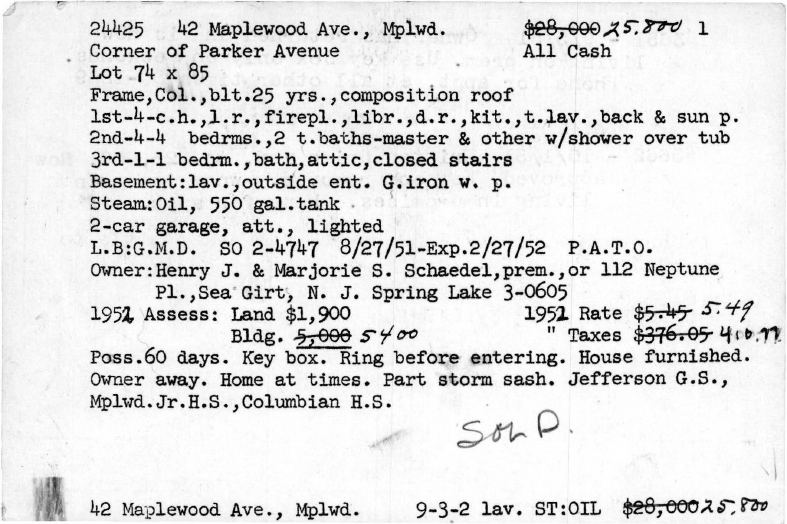 24425 42 Maplewood Ave., Mplwd. $28,000 25,800 1
Corner of Parker Avenue All Cash
Lot 74 x 85
Frame,Col.,blt.25 yrs.,composition roof
1st-4-c.h.,l.r.,firepl.,libr.,d.r.,kit.,t.lav.,back & sun p.
2nd-4-4 bedrms.,2 t.baths-master & other w/shower over tub
3rd-1-1 bedrm.,bath,attic,closed stairs
Basement:lav.,outside ent. G.iron w. p.
Steam:Oil, 550 gal.tank
2-car garage, att., lighted
L.B:G.M.D. SO 2-4747 8/27/51-Exp.2/27/52 P.A.T.O.
Owner:Henry J. & Marjorie S. Schaedel,prem.,or 112 Neptune
Pl.,Sea Girt, N. J. Spring Lake 3-0605
1952 Assess: Land $1,900 1952 Rate $5.45 5.49
Bldg. 5,000 5400 " Taxes $376.05
Poss.60 days. Key box. Ring before entering. House furnished.
Owner away. Home at times. Part storm sash. Jefferson G.S.,
Mplwd.Jr.H.S.,Columbian H.S.
SOLD.
42 Maplewood Ave., Mplwd. 9-3-2 lav. ST:OIL $28,000 25,800